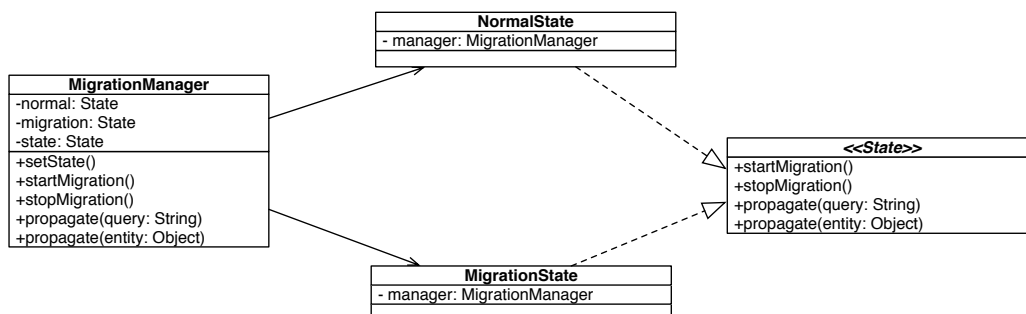 NormalState
- manager: MigrationManager
MigrationManager
-normal: State
-migration: State
-state: State
+setState()
+startMigration()
+stopMigration()
+propagate(query: String)
+propagate(entity: Object)
<<State>>
+startMigration()
+stopMigration()
+propagate(query: String)
+propagate(entity: Object)
MigrationState
- manager: MigrationManager